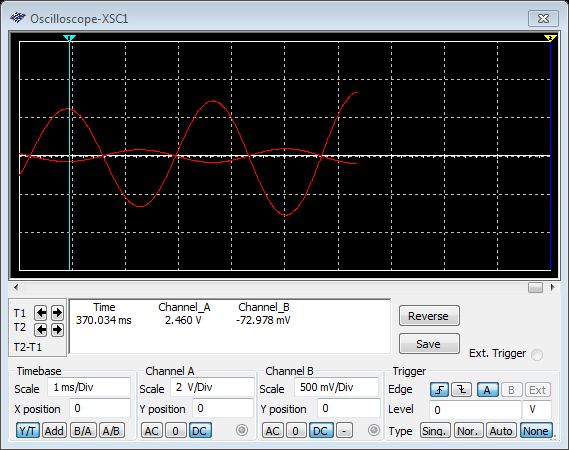 Oscilloscope-XSC1
1 2
T1
T2
T2-T1
Time Channel_A Channel_B
370.034 ms 2.460 V -72.978 mV
Reverse
Save
Ext. Trigger
Timebase
Scale 1 ms/Div
X position 0
Y/T Add B/A A/B
Channel A
Scale 2 V/Div
Y position 0
AC 0 DC
Channel B
Scale 500 mV/Div
Y position 0
AC 0 DC -
Trigger
Edge A B Ext
Level 0 V
Type Sing. Nor. Auto None